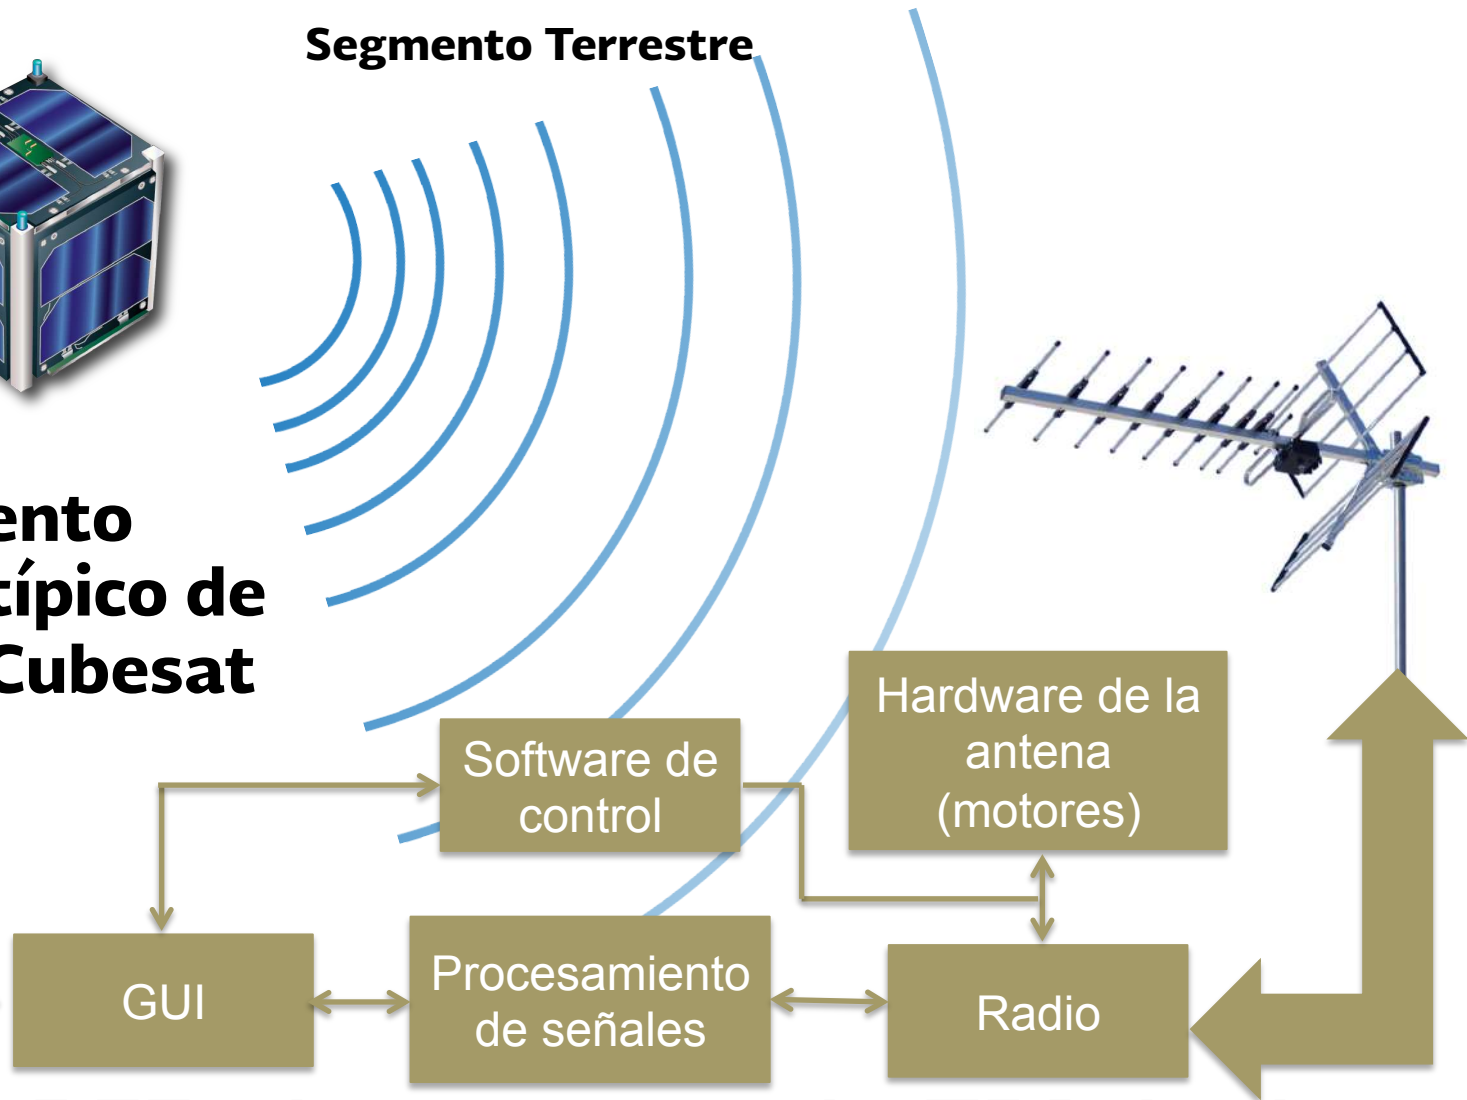 Segmento Terrestre
ento
típico de
Cubesat
Software de
control
Hardware de la
antena
(motores)
GUI
Procesamiento
de señales
Radio